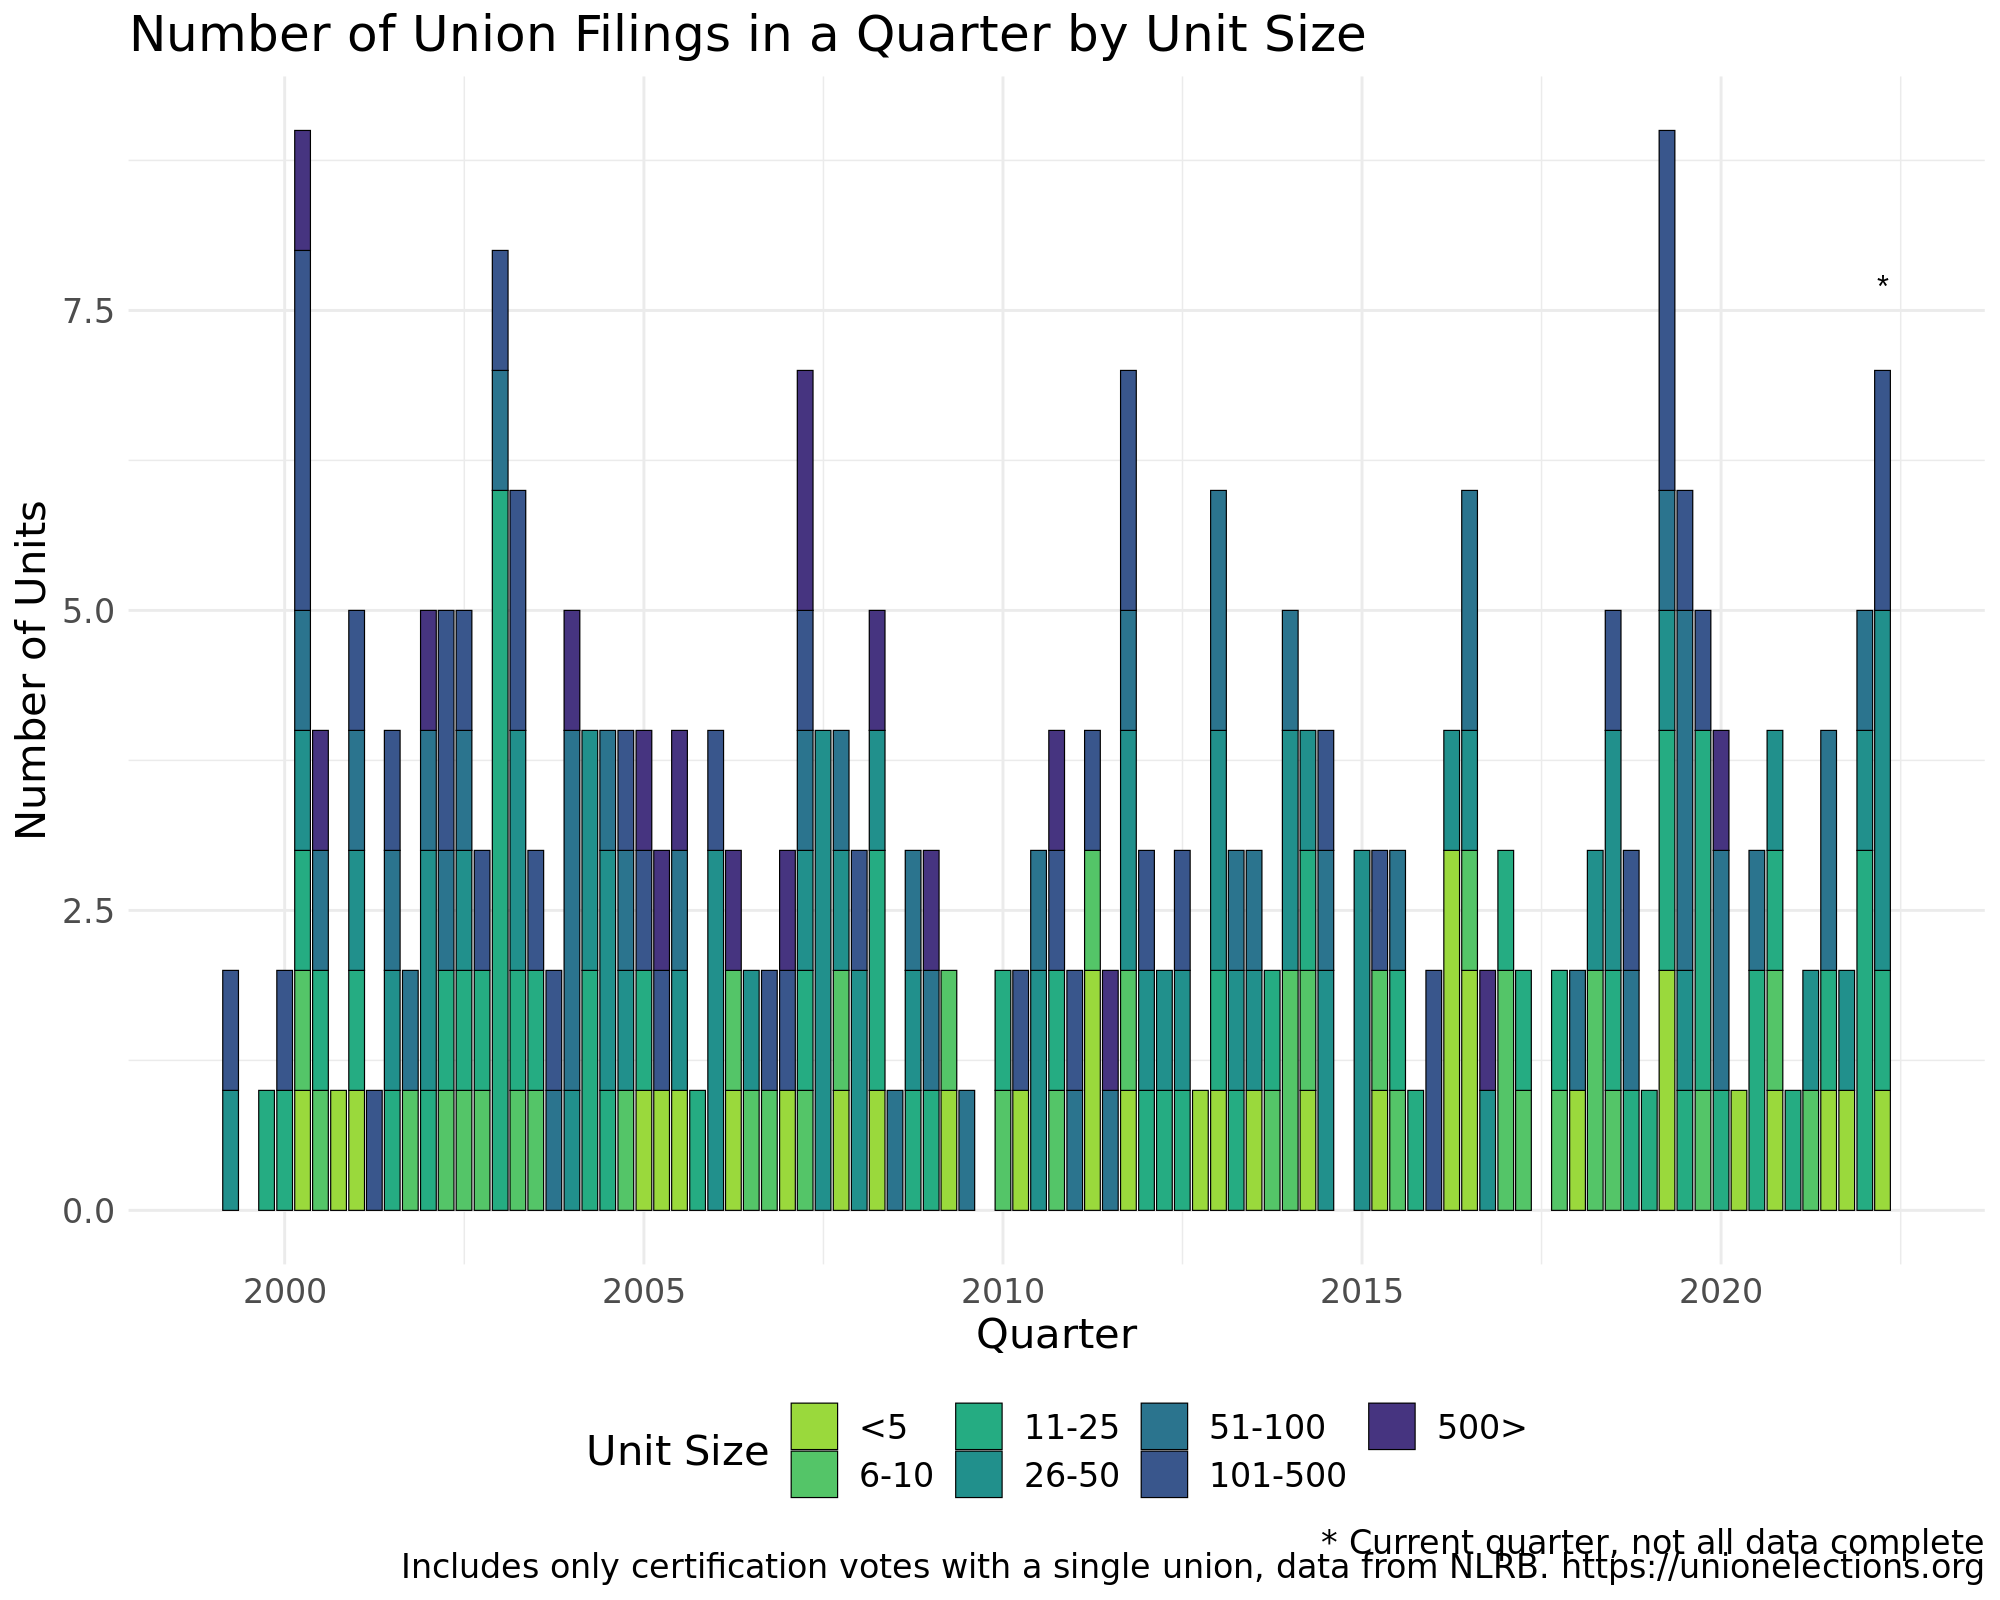 Number of Union Filings in a Quarter by Unit Size
Number of Units
7.5
5.0
2.5
0.0
*
2000 2005 2010 2015 2020
Quarter
Unit Size
<5 11-25 51-100 500>
6-10 26-50 101-500
* Current quarter, not all data complete
Includes only certification votes with a single union, data from NLRB. https://unionelections.org